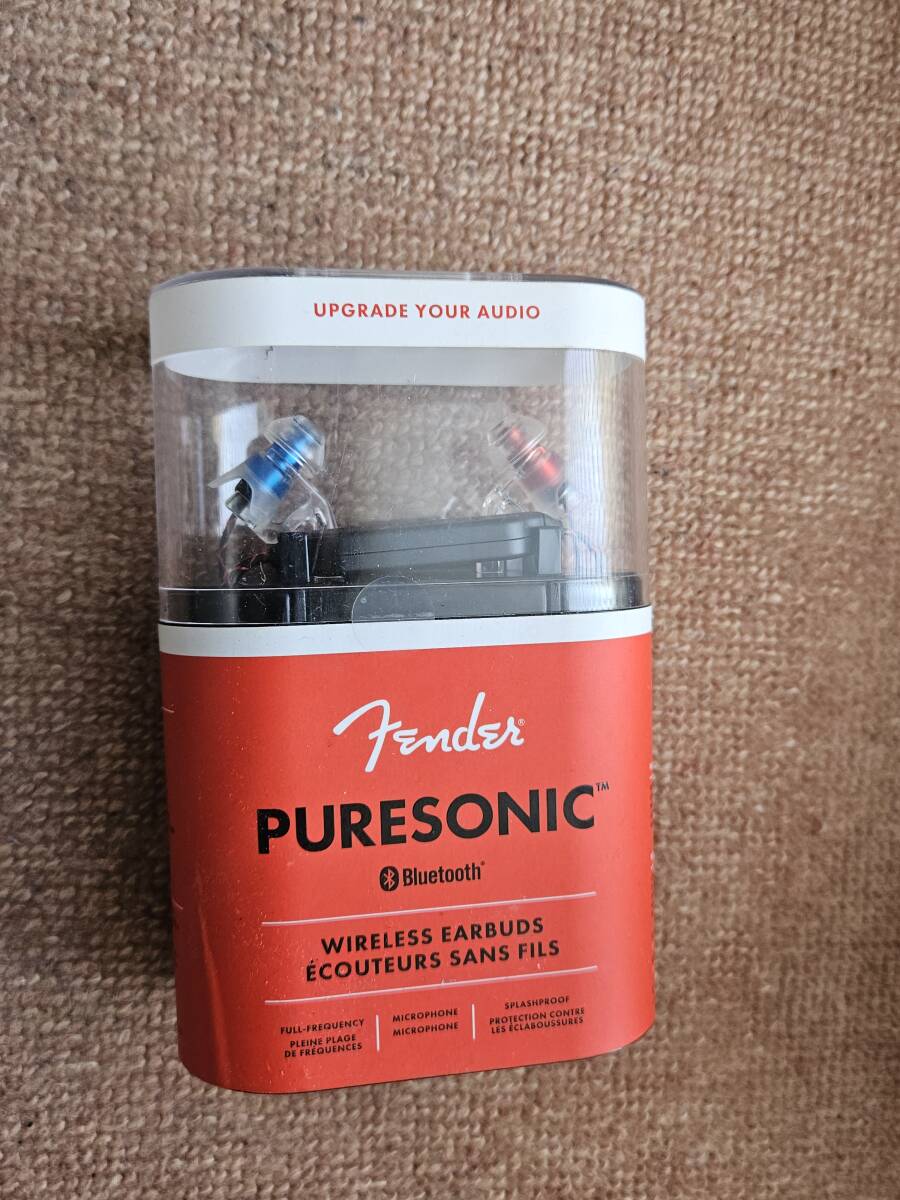 UPGRADE YOUR AUDIO
Fender®
PURESONIC™
Bluetooth®
WIRELESS EARBUDS
ÉCOUTEURS SANS FILS
FULL-FREQUENCY
PLEINE PLAGE
DE FRÉQUENCES
MICROPHONE
MICROPHONE
SPLASHPROOF
PROTECTION CONTRE
LES ÉCLABOUSSURES